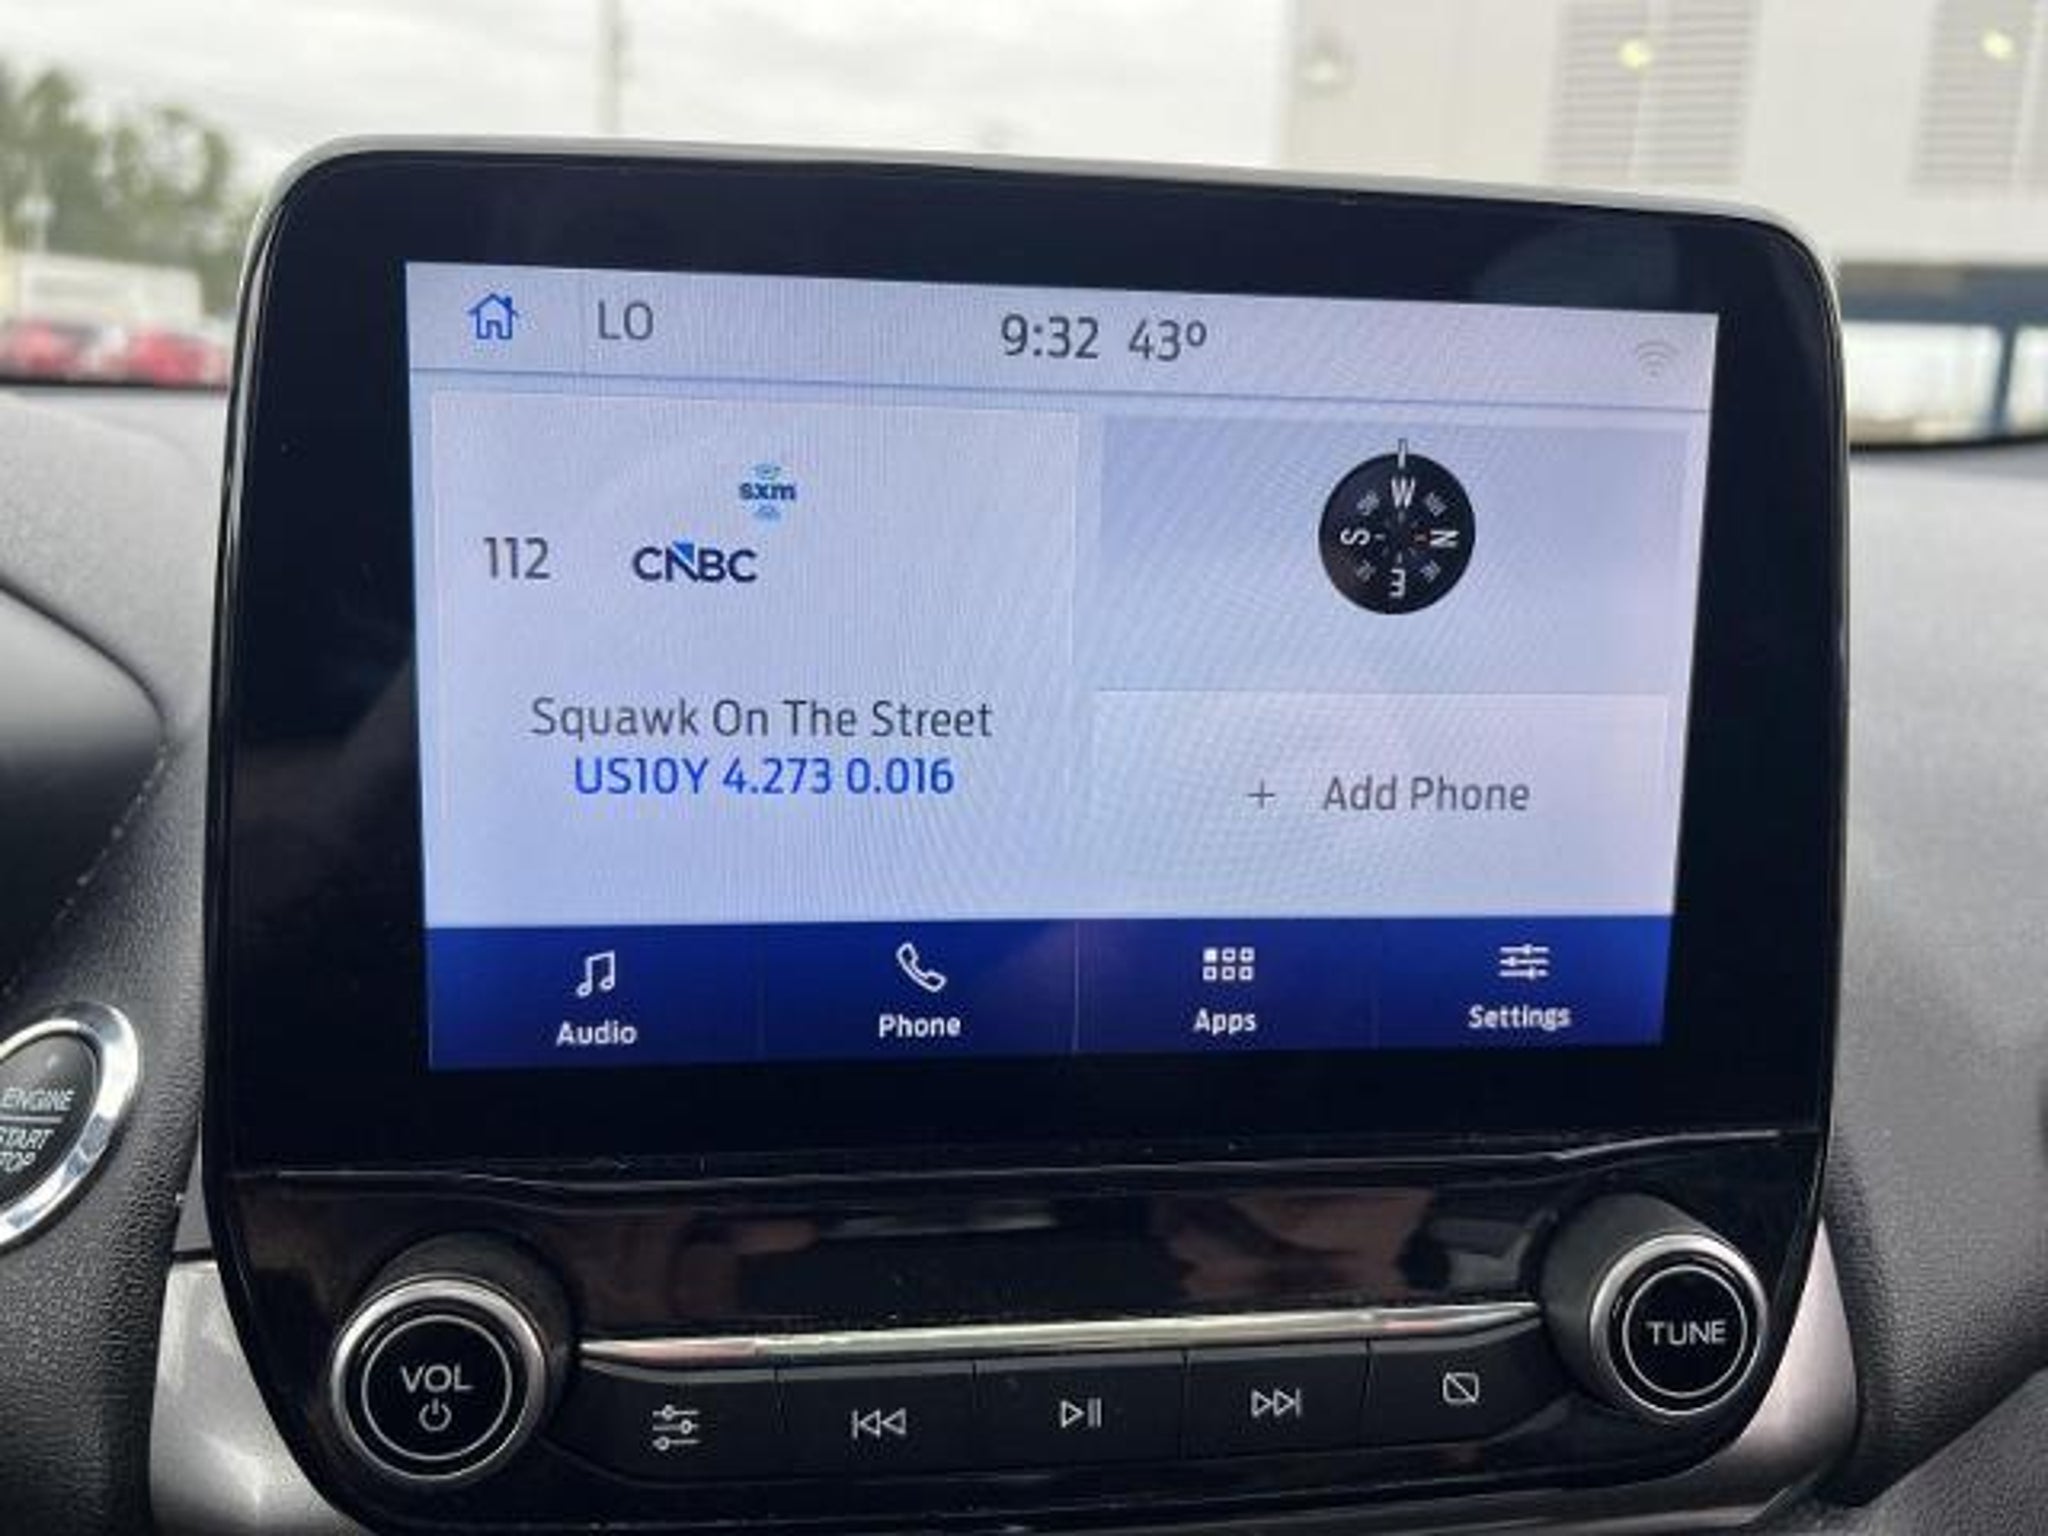 LO
9:32 43º
sxm
112
CNBC
W
N
S
E
Squawk On The Street
US10Y 4.273 0.016
+ Add Phone
Audio
Phone
Apps
Settings
ENGINE
START
STOP
VOL
TUNE